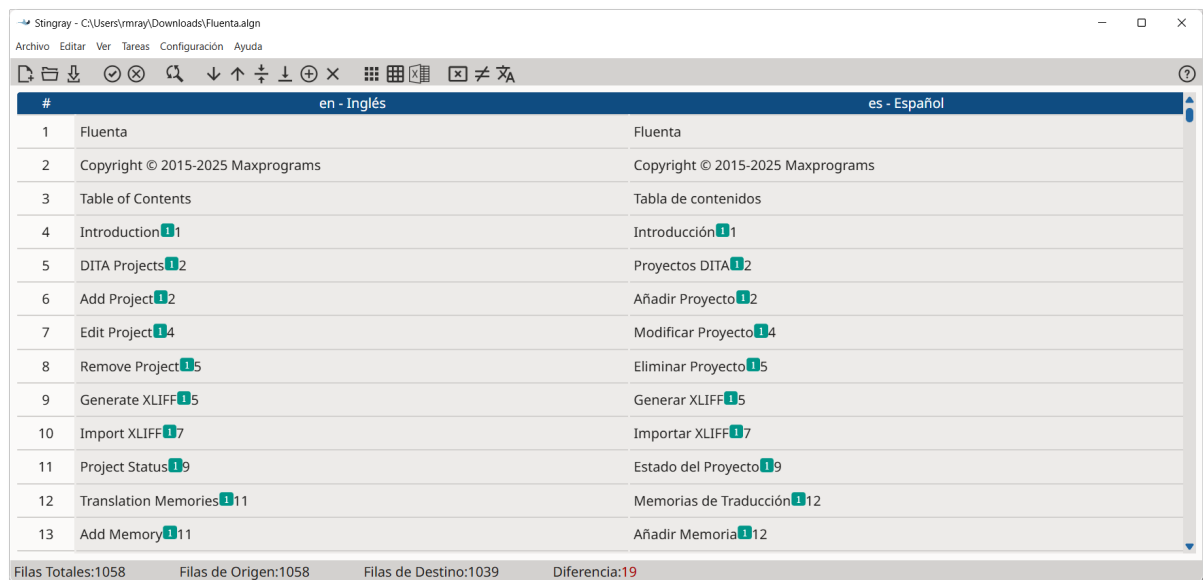 Stingray - C:\Users\rmray\Downloads\Fluenta.algn
Archivo Editar Ver Tareas Configuración Ayuda
# en - Inglés es - Español
1 Fluenta Fluenta
2 Copyright © 2015-2025 Maxprograms Copyright © 2015-2025 Maxprograms
3 Table of Contents Tabla de contenidos
4 Introduction 1 1 Introducción 1 1
5 DITA Projects 1 2 Proyectos DITA 1 2
6 Add Project 1 2 Añadir Proyecto 1 2
7 Edit Project 1 4 Modificar Proyecto 1 4
8 Remove Project 1 5 Eliminar Proyecto 1 5
9 Generate XLIFF 1 5 Generar XLIFF 1 5
10 Import XLIFF 1 7 Importar XLIFF 1 7
11 Project Status 1 9 Estado del Proyecto 1 9
12 Translation Memories 1 11 Memorias de Traducción 1 12
13 Add Memory 1 11 Añadir Memoria 1 12
Filas Totales:1058 Filas de Origen:1058 Filas de Destino:1039 Diferencia:19